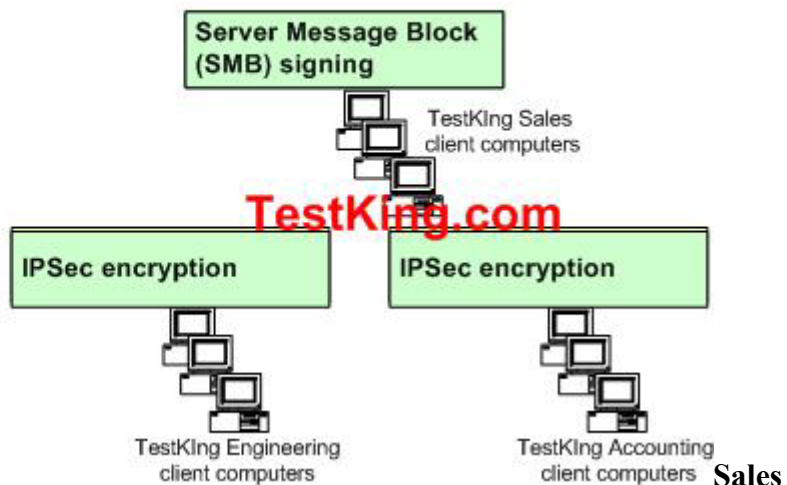 Server Message Block
(SMB) signing
TestKIng Sales
client computers
TestKing.com
IPSec encryption
IPSec encryption
TestKIng Engineering
client computers
TestKIng Accounting
client computers
Sales